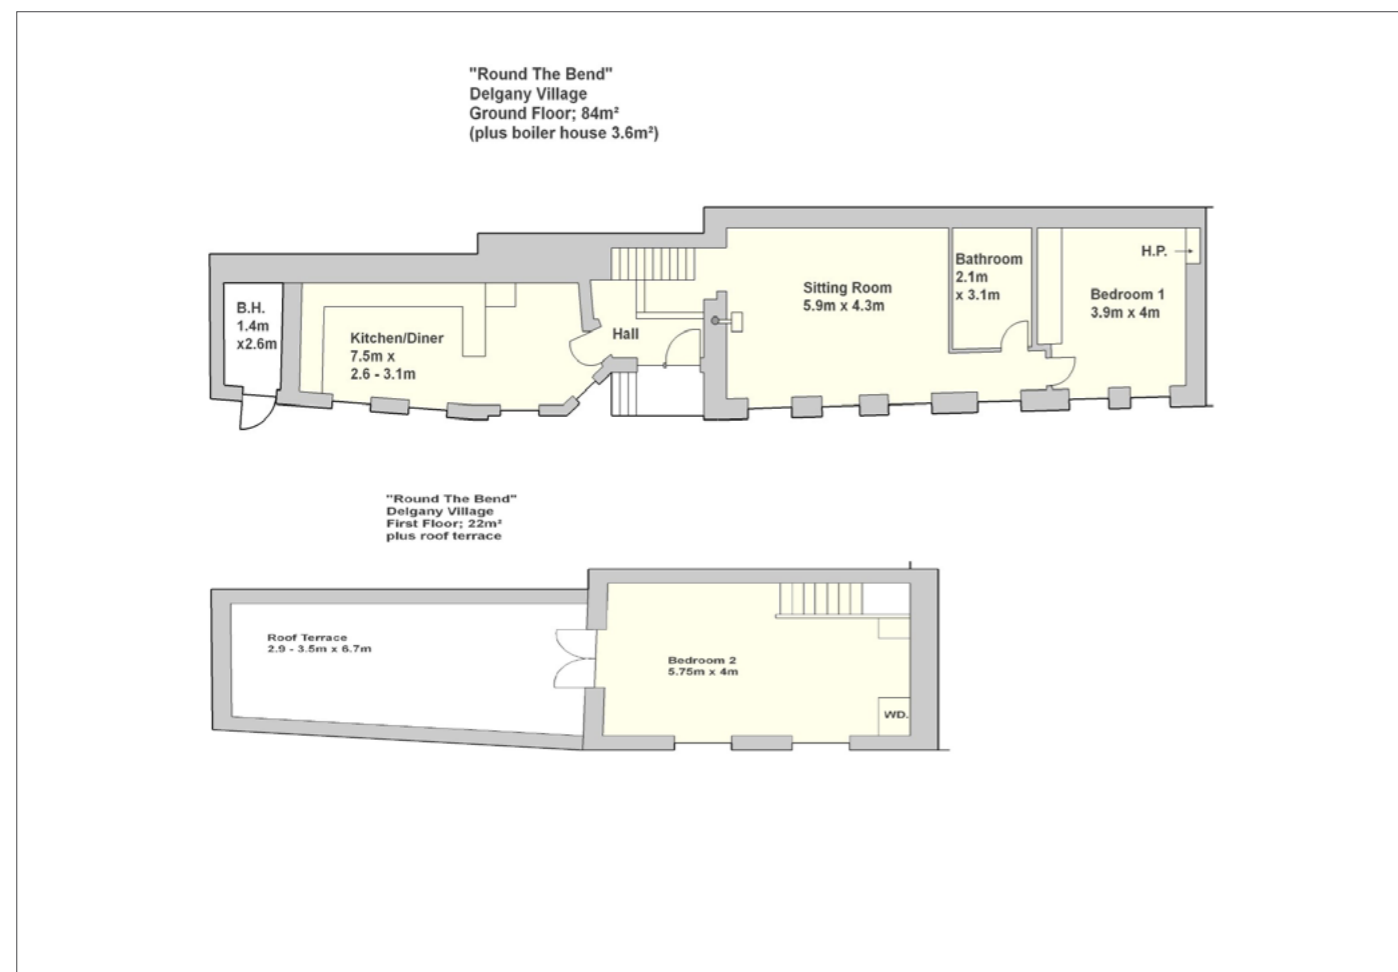 "Round The Bend"
Delgany Village
Ground Floor; 84m²
(plus boiler house 3.6m²)
B.H.
1.4m
x2.6m
Kitchen/Diner
7.5m x
2.6 - 3.1m
Hall
Sitting Room
5.9m x 4.3m
Bathroom
2.1m
x 3.1m
H.P.
Bedroom 1
3.9m x 4m
"Round The Bend"
Delgany Village
First Floor; 22m²
plus roof terrace
Roof Terrace
2.9 - 3.5m x 6.7m
Bedroom 2
5.75m x 4m
WD.